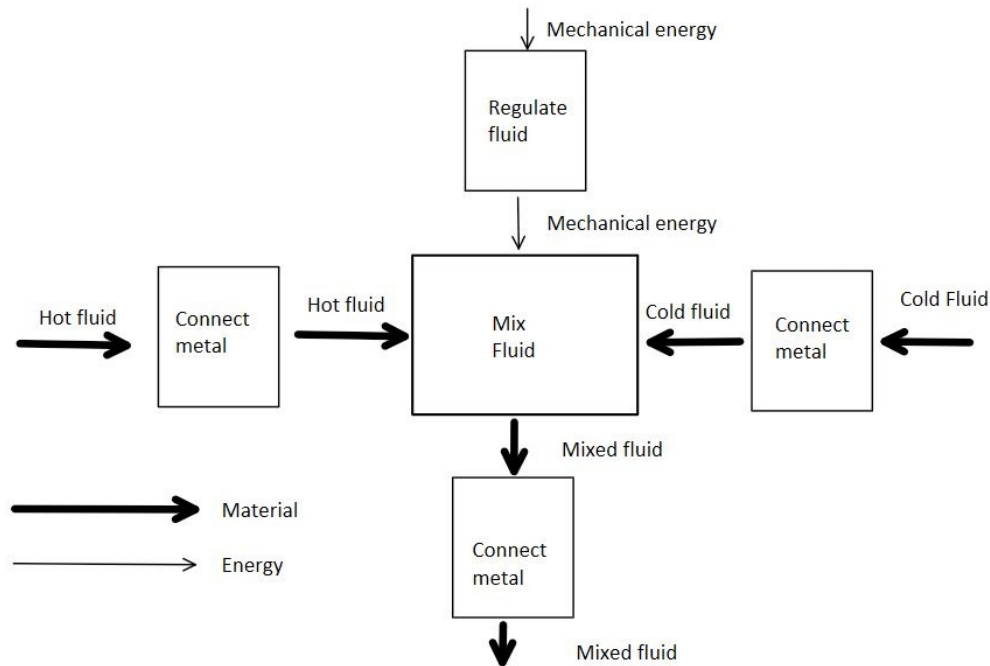 Mechanical energy
Regulate
fluid
Mechanical energy
Hot fluid
Connect
metal
Hot fluid
Mix
Fluid
Cold fluid
Connect
metal
Cold Fluid
Mixed fluid
Material
Energy
Connect
metal
Mixed fluid